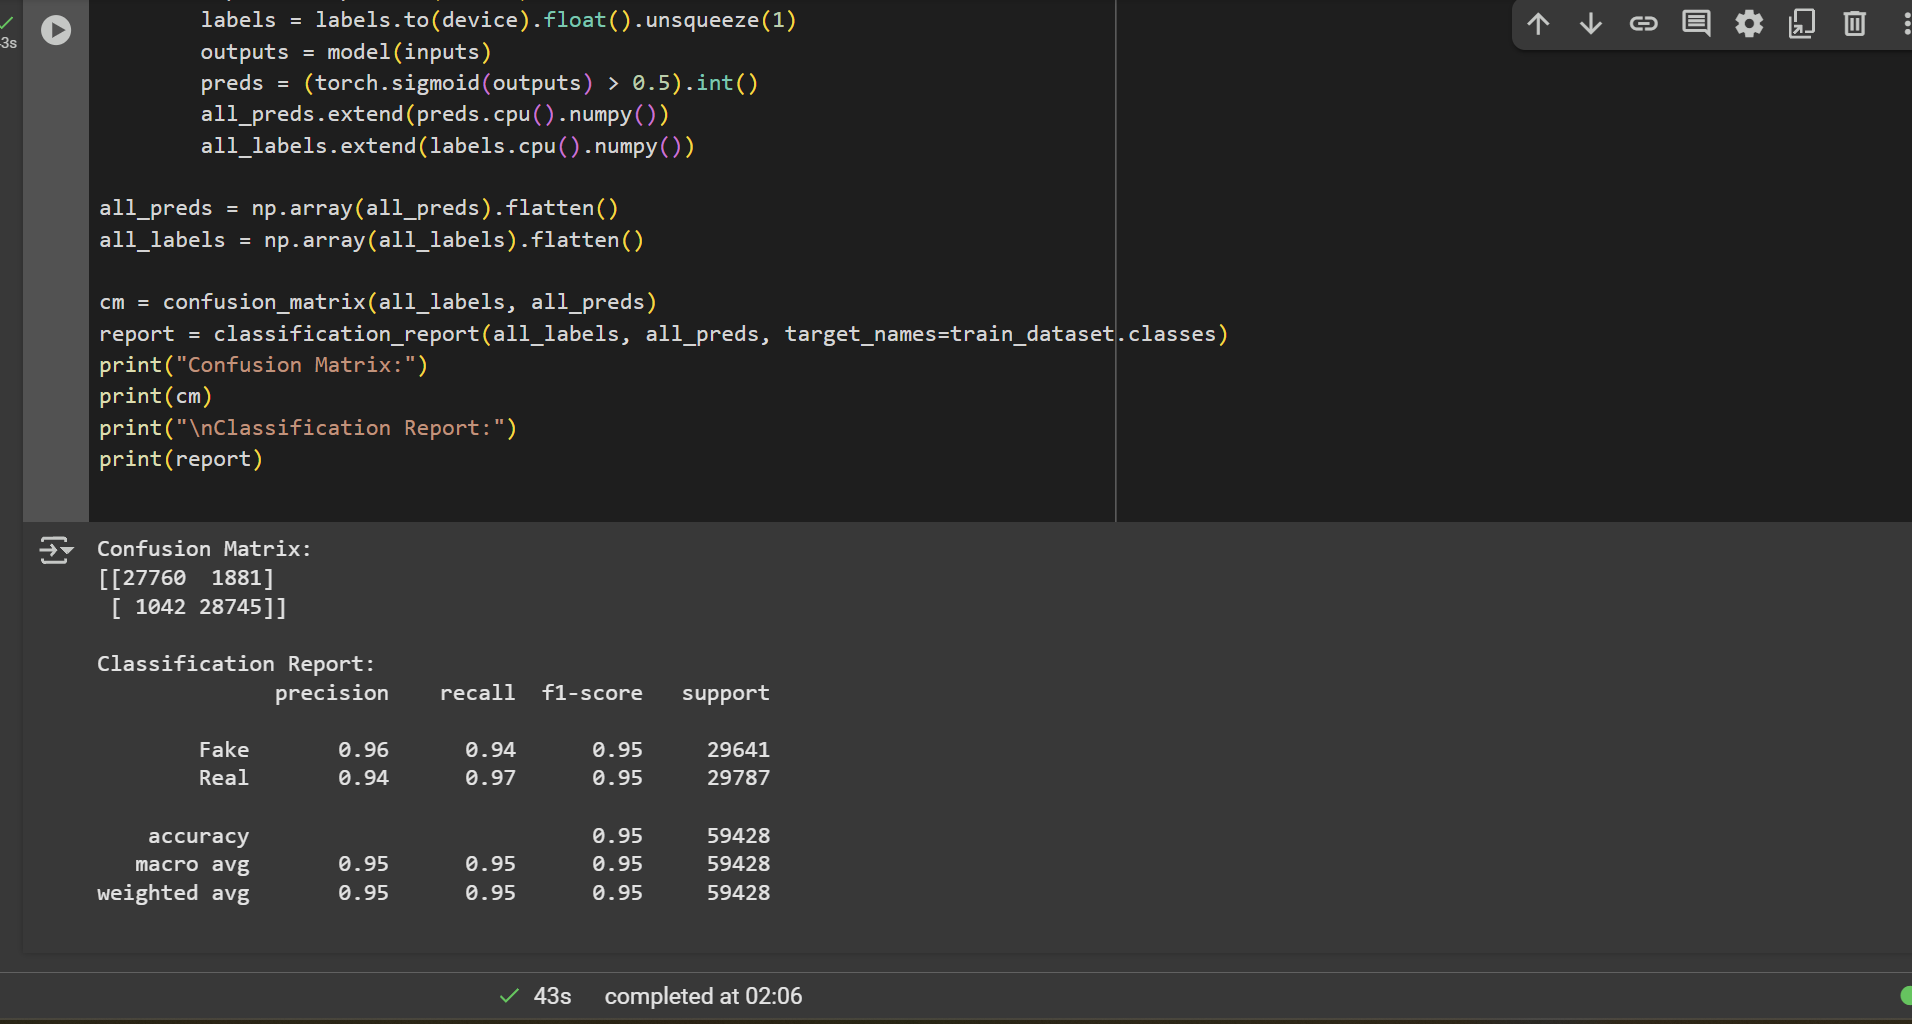 labels = labels.to(device).float().unsqueeze(1)
3s
outputs = model(inputs)
preds = (torch.sigmoid(outputs) > 0.5).int()
all_preds.extend(preds.cpu().numpy())
all_labels.extend(labels.cpu().numpy())
all_preds = np.array(all_preds).flatten()
all_labels = np.array(all_labels).flatten()
cm = confusion_matrix(all_labels, all_preds)
report = classification_report(all_labels, all_preds, target_names=train_dataset.classes)
print("Confusion Matrix:")
print(cm)
print("\nClassification Report:")
print(report)
Confusion Matrix:
[[27760  1881]
 [ 1042 28745]]
Classification Report:
              precision    recall  f1-score   support
        Fake       0.96      0.94      0.95     29641
        Real       0.94      0.97      0.95     29787
    accuracy                           0.95     59428
   macro avg       0.95      0.95      0.95     59428
weighted avg       0.95      0.95      0.95     59428
43s completed at 02:06